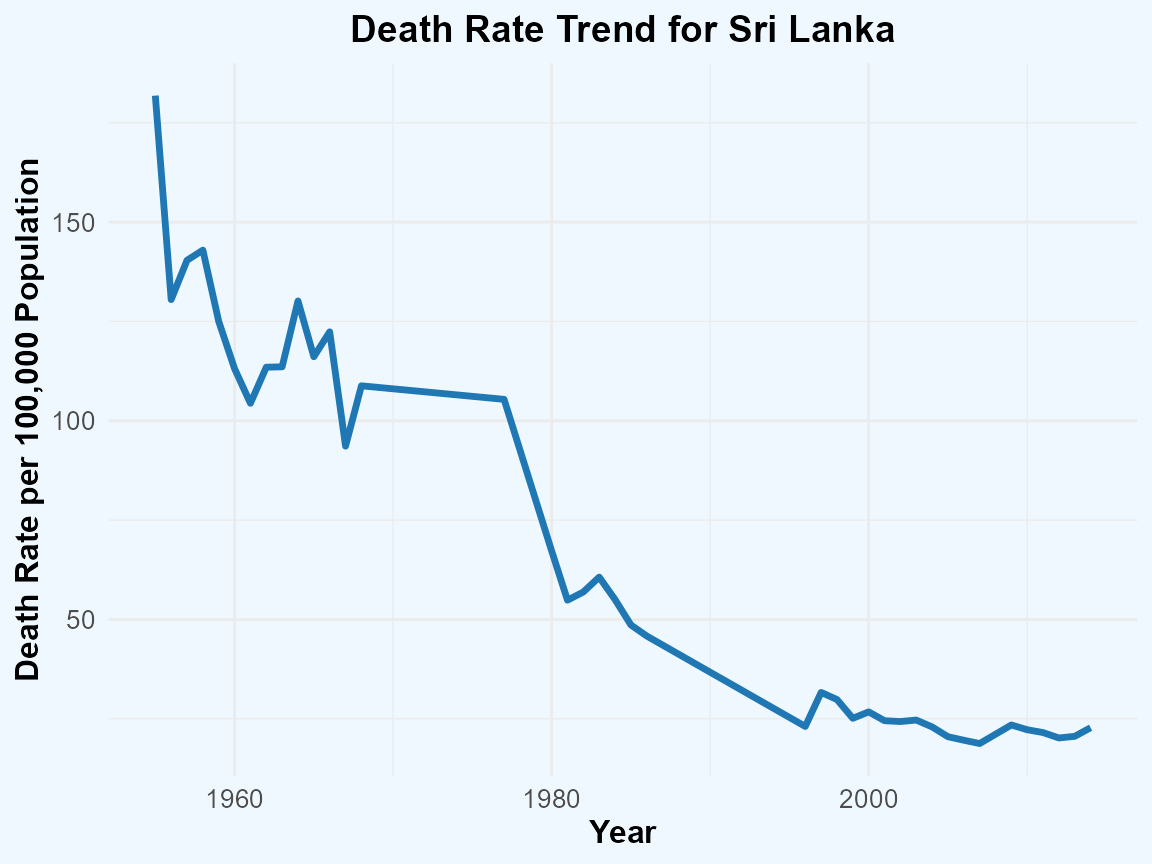 Death Rate Trend for Sri Lanka
Death Rate per 100,000 Population
150
100
50
1960
1980
2000
Year